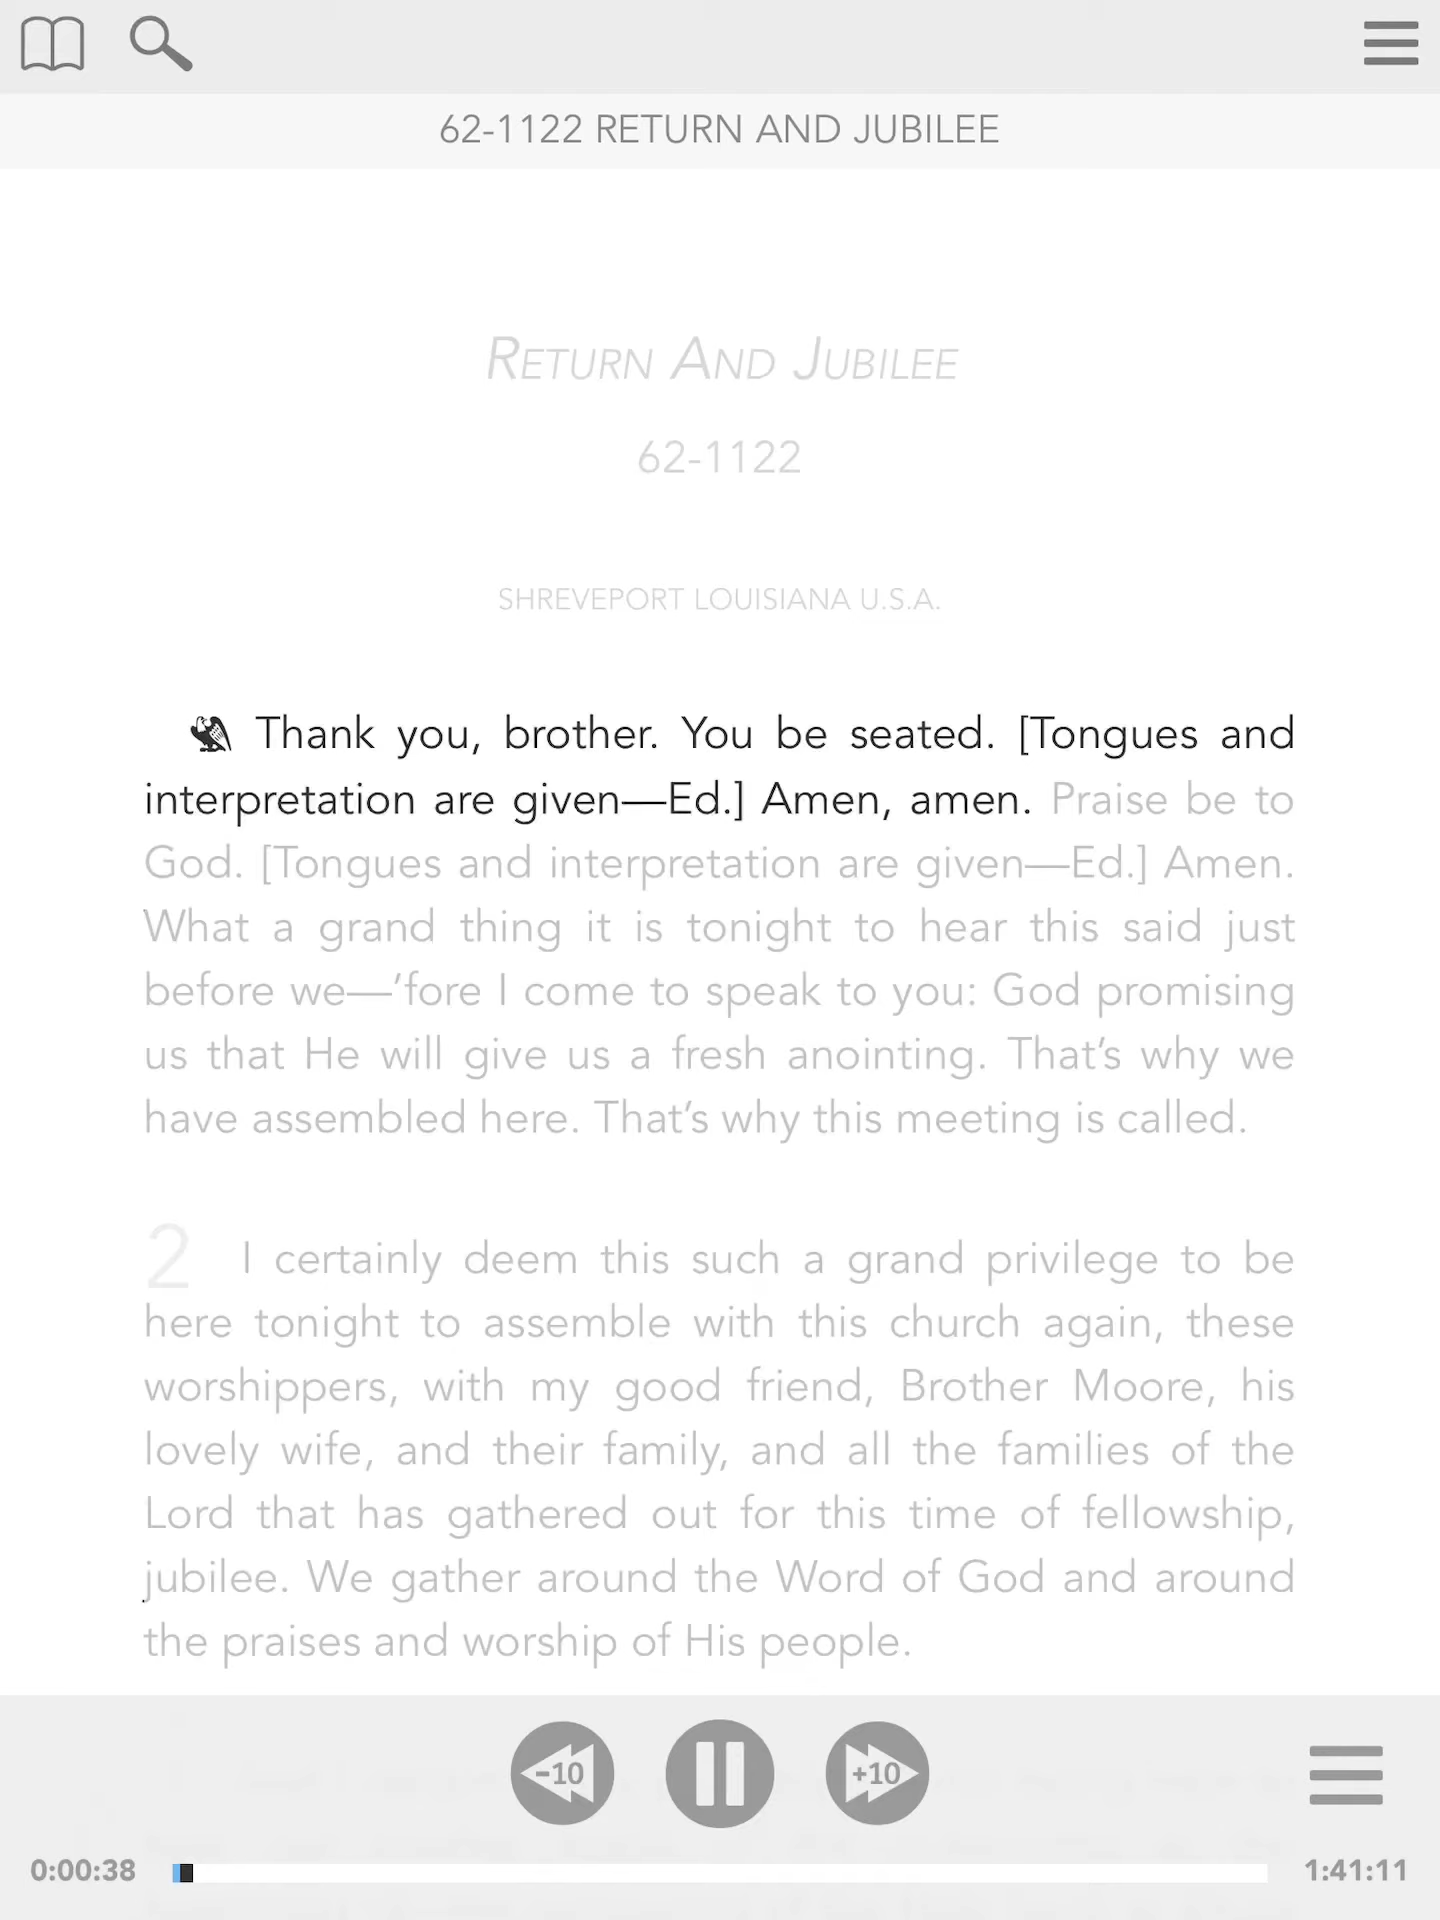 62-1122 RETURN AND JUBILEE
RETURN AND JUBILEE
62-1122
SHREVEPORT LOUISIANA U.S.A.
Thank you, brother. You be seated. [Tongues and
interpretation are given—Ed.] Amen, amen. Praise be to
God. [Tongues and interpretation are given—Ed.] Amen.
What a grand thing it is tonight to hear this said just
before we—’fore I come to speak to you: God promising
us that He will give us a fresh anointing. That’s why we
have assembled here. That’s why this meeting is called.
2 I certainly deem this such a grand privilege to be
here tonight to assemble with this church again, these
worshippers, with my good friend, Brother Moore, his
lovely wife, and their family, and all the families of the
Lord that has gathered out for this time of fellowship,
jubilee. We gather around the Word of God and around
the praises and worship of His people.
-10 +10
0:00:38 1:41:11